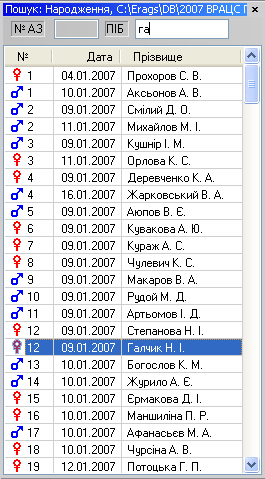 Пошук: Народження, C:\Erags\DB\2007 ВРАЦС Г
№ АЗ ПІБ га
№ Дата Прізвище
1 04.01.2007 Прохоров С. В.
1 10.01.2007 Аксьонов А. В.
2 09.01.2007 Смілий Д. О.
2 11.01.2007 Михайлов М. І.
3 09.01.2007 Кушнір І. М.
3 11.01.2007 Орлова К. С.
4 09.01.2007 Деревченко К. А.
4 16.01.2007 Жарковський В. А.
5 09.01.2007 Аюпов В. Є.
6 09.01.2007 Кувакова А. Ю.
7 09.01.2007 Кураж А. С.
8 09.01.2007 Чулевич К. С.
9 09.01.2007 Макаров В. А.
10 09.01.2007 Рудой М. Д.
11 09.01.2007 Артьомов І. Д.
12 09.01.2007 Степанова Н. І.
12 09.01.2007 Галчик Н. І.
13 10.01.2007 Богослов К. М.
14 10.01.2007 Журило А. Є.
15 10.01.2007 Єрмакова Д. І.
16 10.01.2007 Маншиліна П. Р.
17 10.01.2007 Афанасьєв М. А.
18 10.01.2007 Чурсіна А. В.
19 12.01.2007 Потоцька Г. П.